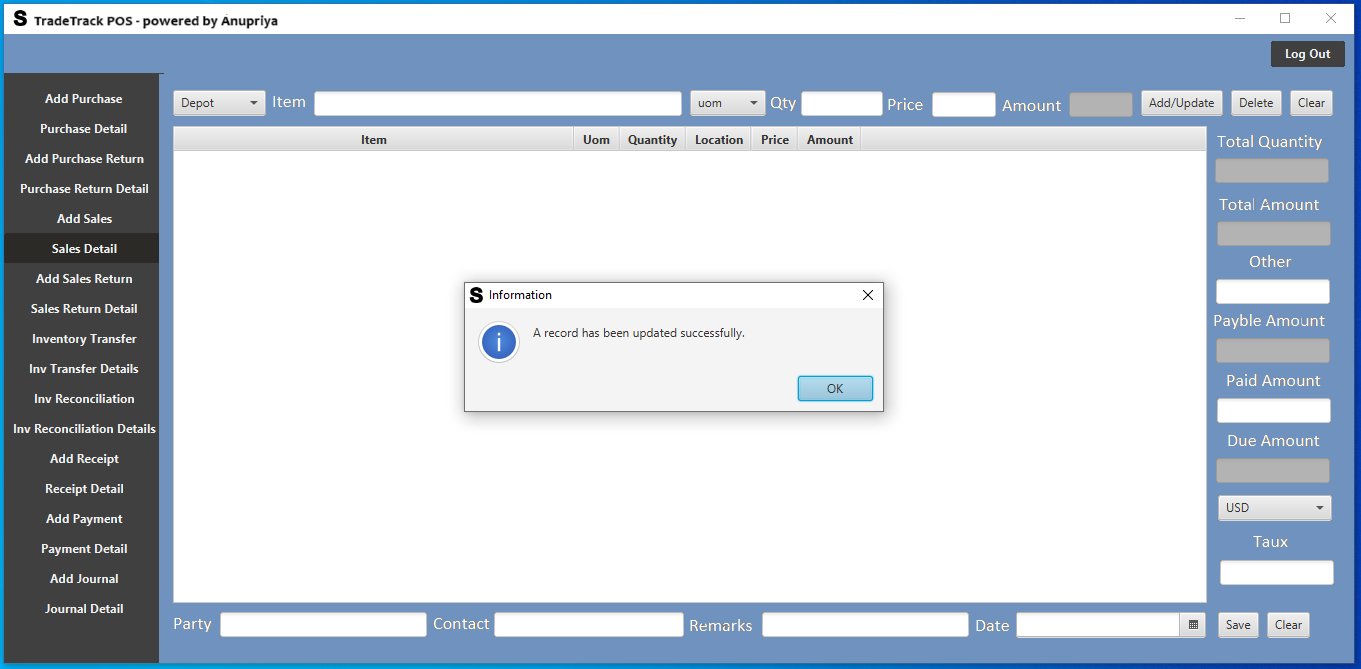 S TradeTrack POS - powered by Anupriya
Log Out
Add Purchase
Purchase Detail
Add Purchase Return
Purchase Return Detail
Add Sales
Sales Detail
Add Sales Return
Sales Return Detail
Inventory Transfer
Inv Transfer Details
Inv Reconciliation
Inv Reconciliation Details
Add Receipt
Receipt Detail
Add Payment
Payment Detail
Add Journal
Journal Detail
Depot Item uom Qty Price Amount Add/Update Delete Clear
Item Uom Quantity Location Price Amount
S Information
A record has been updated successfully.
OK
Total Quantity
Total Amount
Other
Payble Amount
Paid Amount
Due Amount
USD
Taux
Party Contact Remarks Date Save Clear